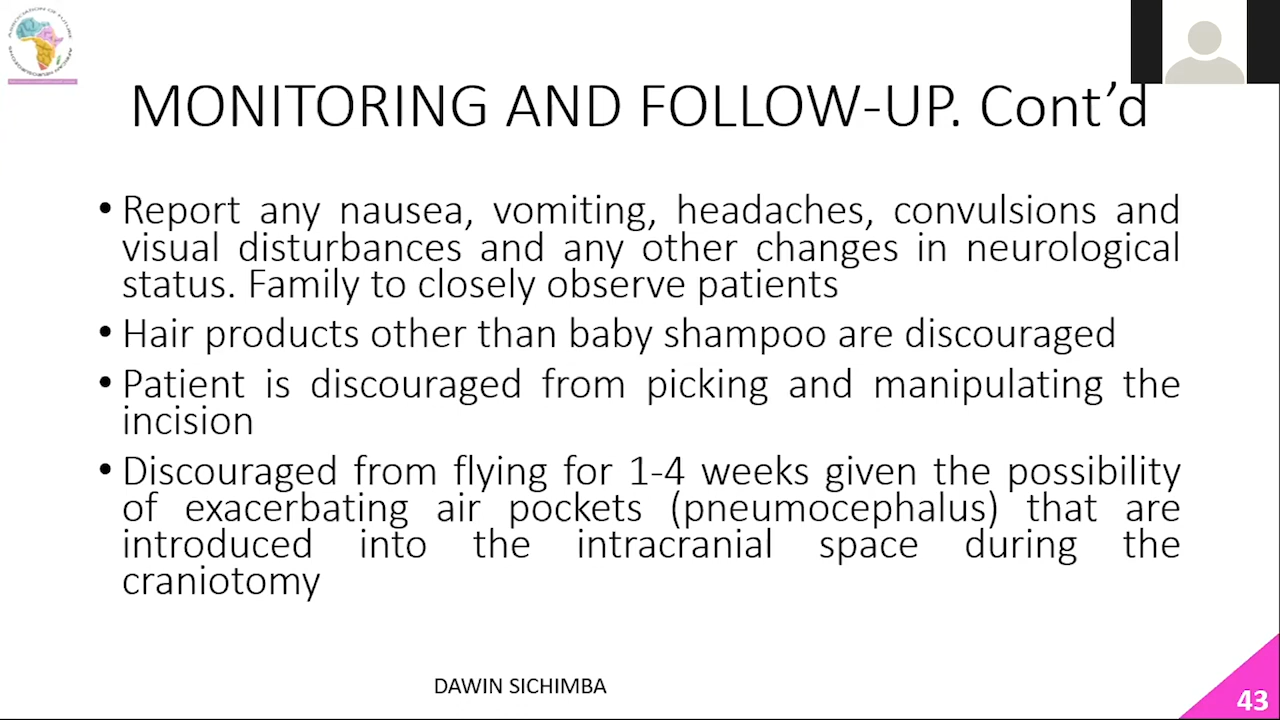 MONITORING AND FOLLOW-UP. Cont’d
• Report any nausea, vomiting, headaches, convulsions and
visual disturbances and any other changes in neurological
status. Family to closely observe patients
• Hair products other than baby shampoo are discouraged
• Patient is discouraged from picking and manipulating the
incision
• Discouraged from flying for 1-4 weeks given the possibility
of exacerbating air pockets (pneumocephalus) that are
introduced into the intracranial space during the
craniotomy
DAWIN SICHIMBA
43